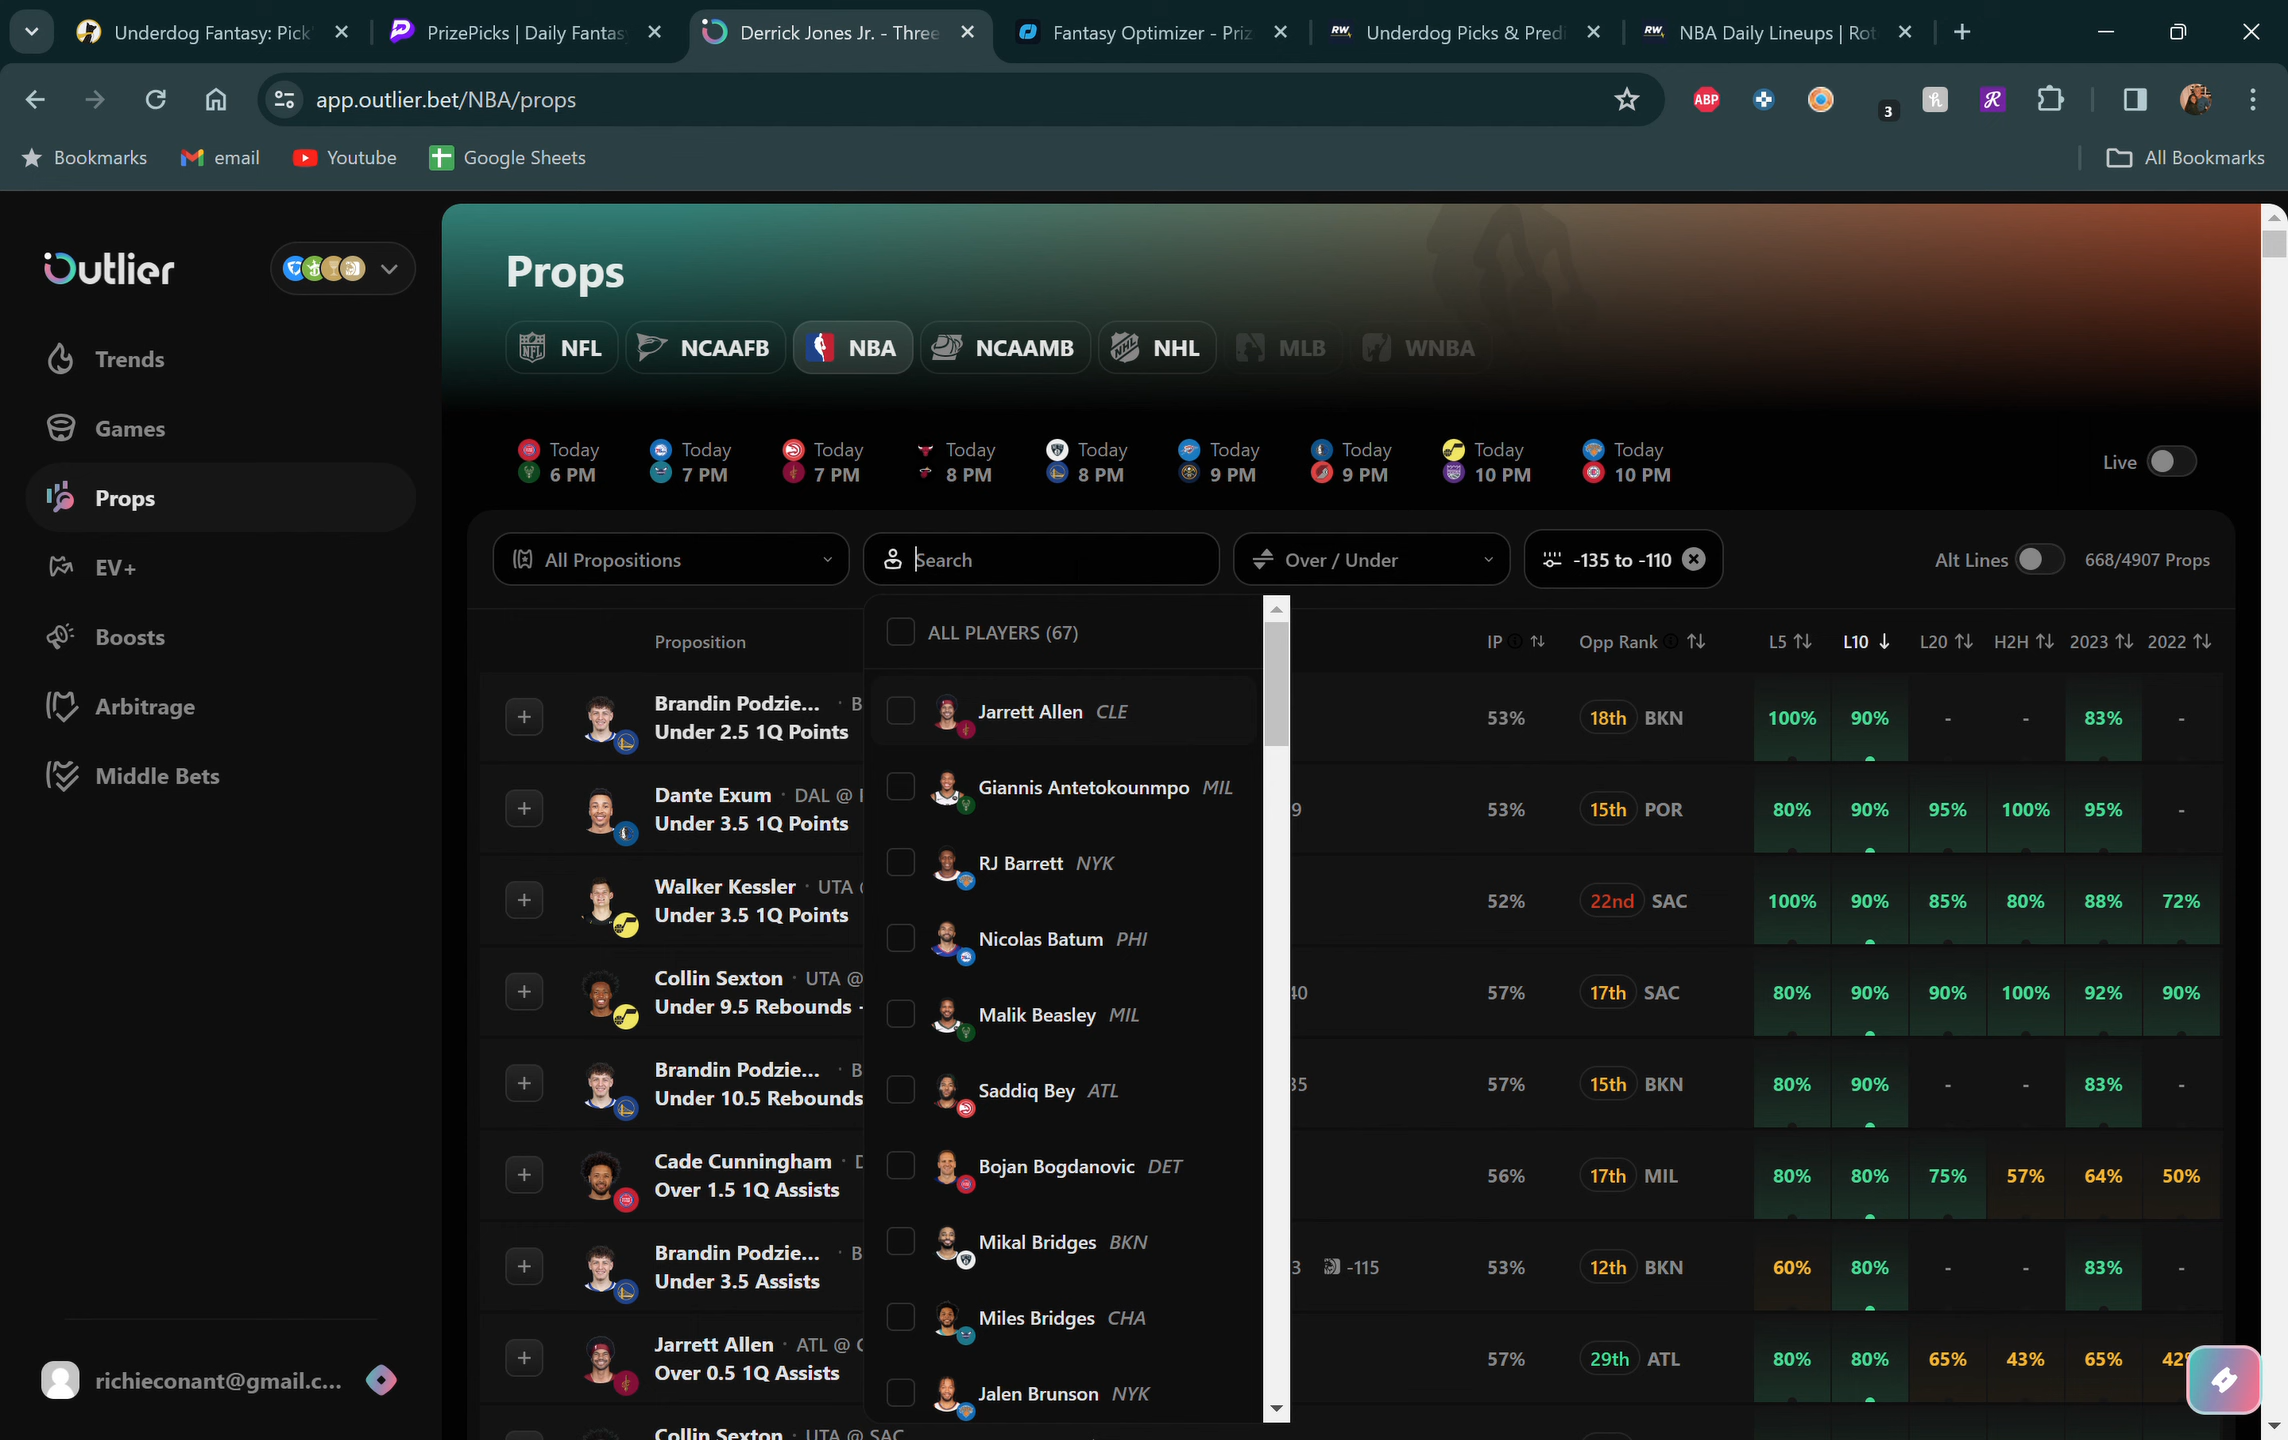 Underdog Fantasy: Pick'
PrizePicks | Daily Fantas
Derrick Jones Jr. - Three
Fantasy Optimizer - Priz
RW Underdog Picks & Pred
RW NBA Daily Lineups | Rot
app.outlier.bet/NBA/props
ABP
3
Bookmarks
email
Youtube
Google Sheets
All Bookmarks
Outlier
Trends
Games
Props
EV+
Boosts
Arbitrage
Middle Bets
richieconant@gmail.c...
Props
NFL
NCAAFB
NBA
NCAAMB
NHL
MLB
WNBA
Today
6 PM
Today
7 PM
Today
7 PM
Today
8 PM
Today
8 PM
Today
9 PM
Today
9 PM
Today
10 PM
Today
10 PM
Live
All Propositions
Search
Over / Under
-135 to -110
Alt Lines
668/4907 Props
ALL PLAYERS (67)
Jarrett Allen CLE
Giannis Antetokounmpo MIL
RJ Barrett NYK
Nicolas Batum PHI
Malik Beasley MIL
Saddiq Bey ATL
Bojan Bogdanovic DET
Mikal Bridges BKN
Miles Bridges CHA
Jalen Brunson NYK
Proposition
IP
Opp Rank
L5
L10
L20
H2H
2023
2022
Brandin Podzie... · B
Under 2.5 1Q Points
53% 18th BKN 100% 90% - - 83% -
Dante Exum · DAL @
Under 3.5 1Q Points
9 53% 15th POR 80% 90% 95% 100% 95% -
Walker Kessler · UTA
Under 3.5 1Q Points
52% 22nd SAC 100% 90% 85% 80% 88% 72%
Collin Sexton · UTA @
Under 9.5 Rebounds
40 57% 17th SAC 80% 90% 90% 100% 92% 90%
Brandin Podzie... · B
Under 10.5 Rebounds
35 57% 15th BKN 80% 90% - - 83% -
Cade Cunningham · D
Over 1.5 1Q Assists
56% 17th MIL 80% 80% 75% 57% 64% 50%
Brandin Podzie... · B
Under 3.5 Assists
3 -115 53% 12th BKN 60% 80% - - 83% -
Jarrett Allen · ATL @ C
Over 0.5 1Q Assists
57% 29th ATL 80% 80% 65% 43% 65% 42%
Collin Sexton · UTA @ SAC